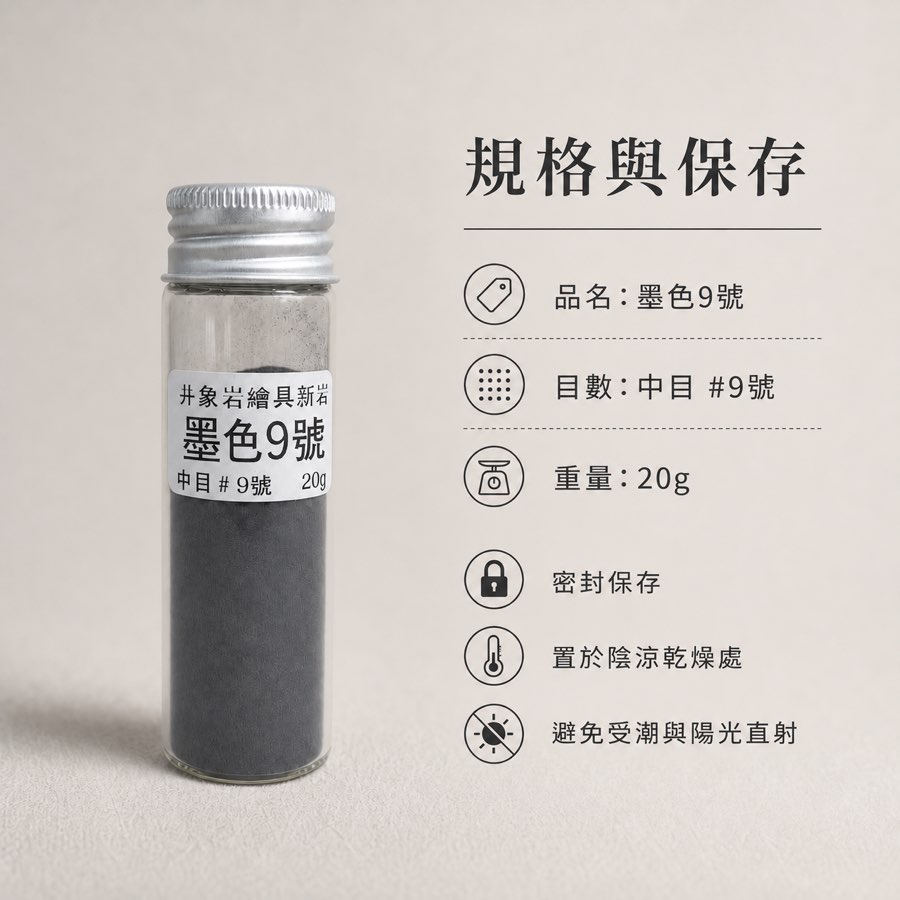 規格與保存
品名：墨色9號
目數：中目 #9號
重量：20g
密封保存
置於陰涼乾燥處
避免受潮與陽光直射
井象岩繪具新岩
墨色9號
中目 # 9號 20g